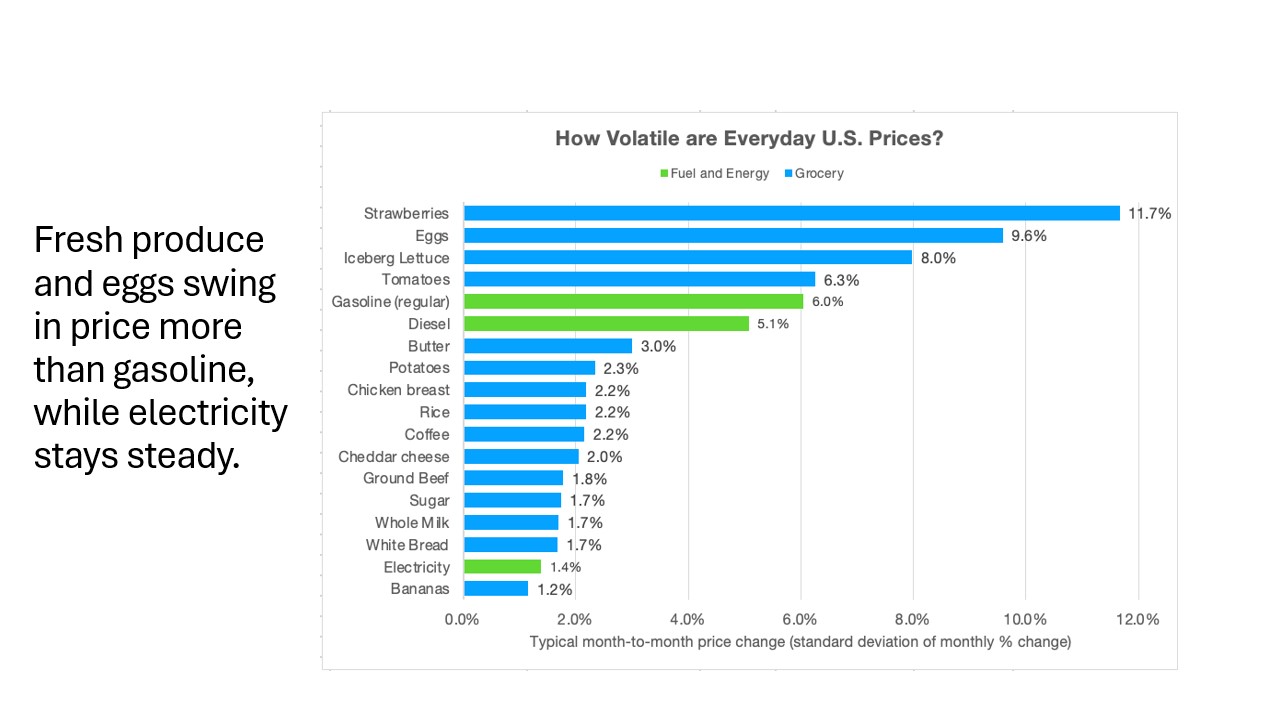 Fresh produce
and eggs swing
in price more
than gasoline,
while electricity
stays steady.
How Volatile are Everyday U.S. Prices?
Fuel and Energy Grocery
Strawberries 11.7%
Eggs 9.6%
Iceberg Lettuce 8.0%
Tomatoes 6.3%
Gasoline (regular) 6.0%
Diesel 5.1%
Butter 3.0%
Potatoes 2.3%
Chicken breast 2.2%
Rice 2.2%
Coffee 2.2%
Cheddar cheese 2.0%
Ground Beef 1.8%
Sugar 1.7%
Whole Milk 1.7%
White Bread 1.7%
Electricity 1.4%
Bananas 1.2%
0.0% 2.0% 4.0% 6.0% 8.0% 10.0% 12.0%
Typical month-to-month price change (standard deviation of monthly % change)